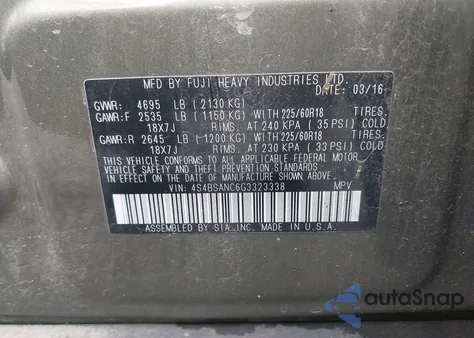 MFD BY FUJI HEAVY INDUSTRIES LTD.
DATE: 03/16
GVWR: 4695 LB (2130 KG)
GAWR:F 2535 LB (1150 KG) -WITH 225/60R18 TIRES.
18X7J RIMS. AT 240 KPA (35 PSI) COLD
GAWR:R 2645 LB (1200 KG) -WITH 225/60R18 TIRES.
18X7J RIMS. AT 230 KPA (33 PSI) COLD
THIS VEHICLE CONFORMS TO ALL APPLICABLE FEDERAL MOTOR
VEHICLE SAFETY STANDARDS IN EFFECT ON THE DATE OF
MANUFACTURE SHOWN ABOVE.
VIN: 4S4BSANC6G3323338 MPV
ASSEMBLED BY SIA,INC. MADE IN U.S.A.
autoSnap